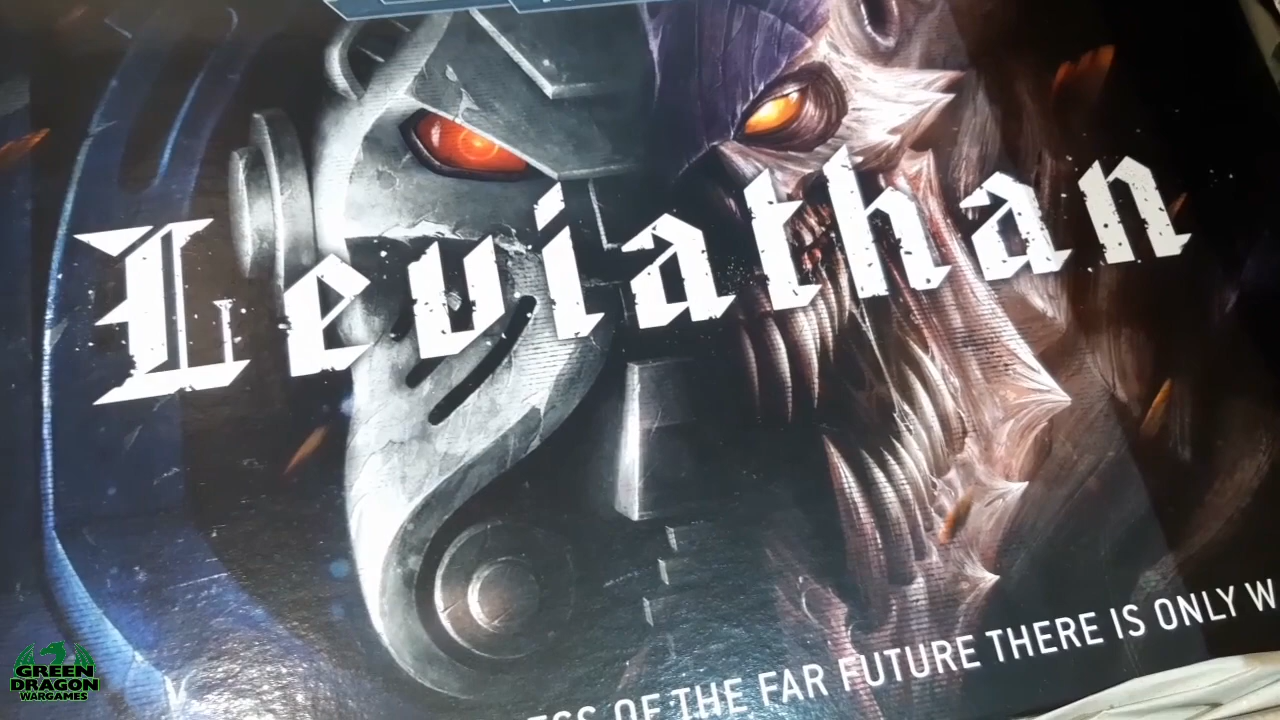 Leviathan
OF THE FAR FUTURE THERE IS ONLY
GREEN
DRAGON
WARGAMES